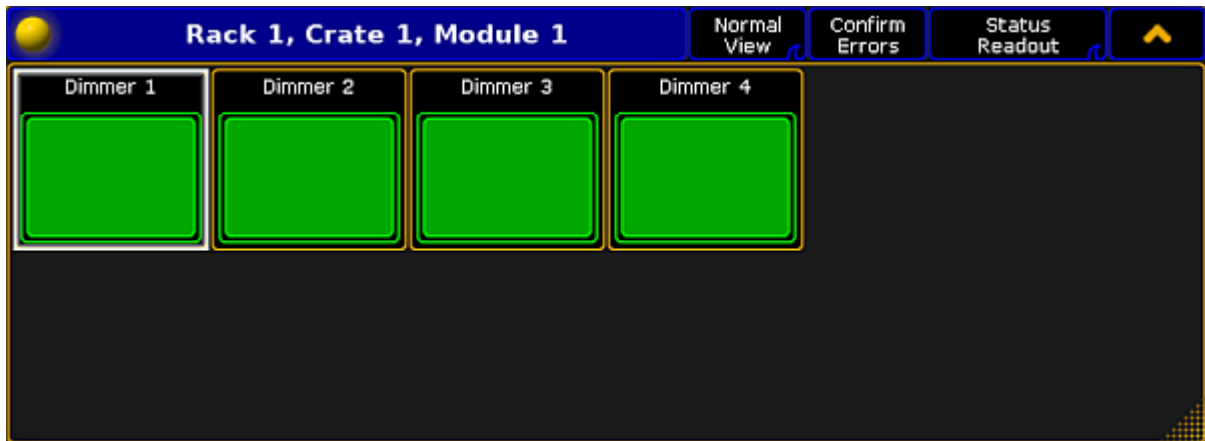 Rack 1, Crate 1, Module 1
Normal
View
Confirm
Errors
Status
Readout
Dimmer 1
Dimmer 2
Dimmer 3
Dimmer 4